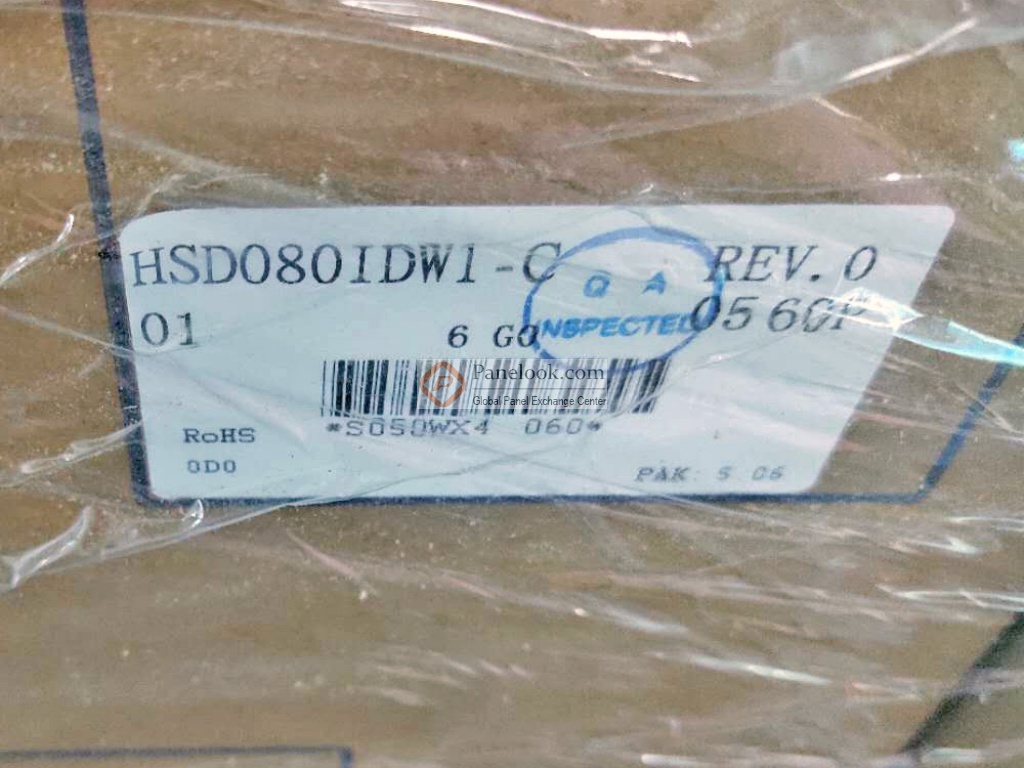 HSD080IDW1-C REV.0
Q A
INSPECTED
01 6 G0 0560P
Panelook.com
Global Panel Exchange Center
*S050WX4 060*
RoHS
0D0 PAK 5 06